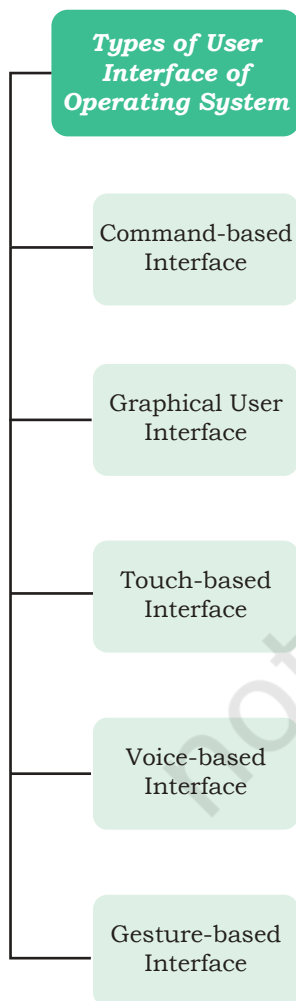 Types of User
Interface of
Operating System
Command-based
Interface
Graphical User
Interface
Touch-based
Interface
Voice-based
Interface
Gesture-based
Interface
not